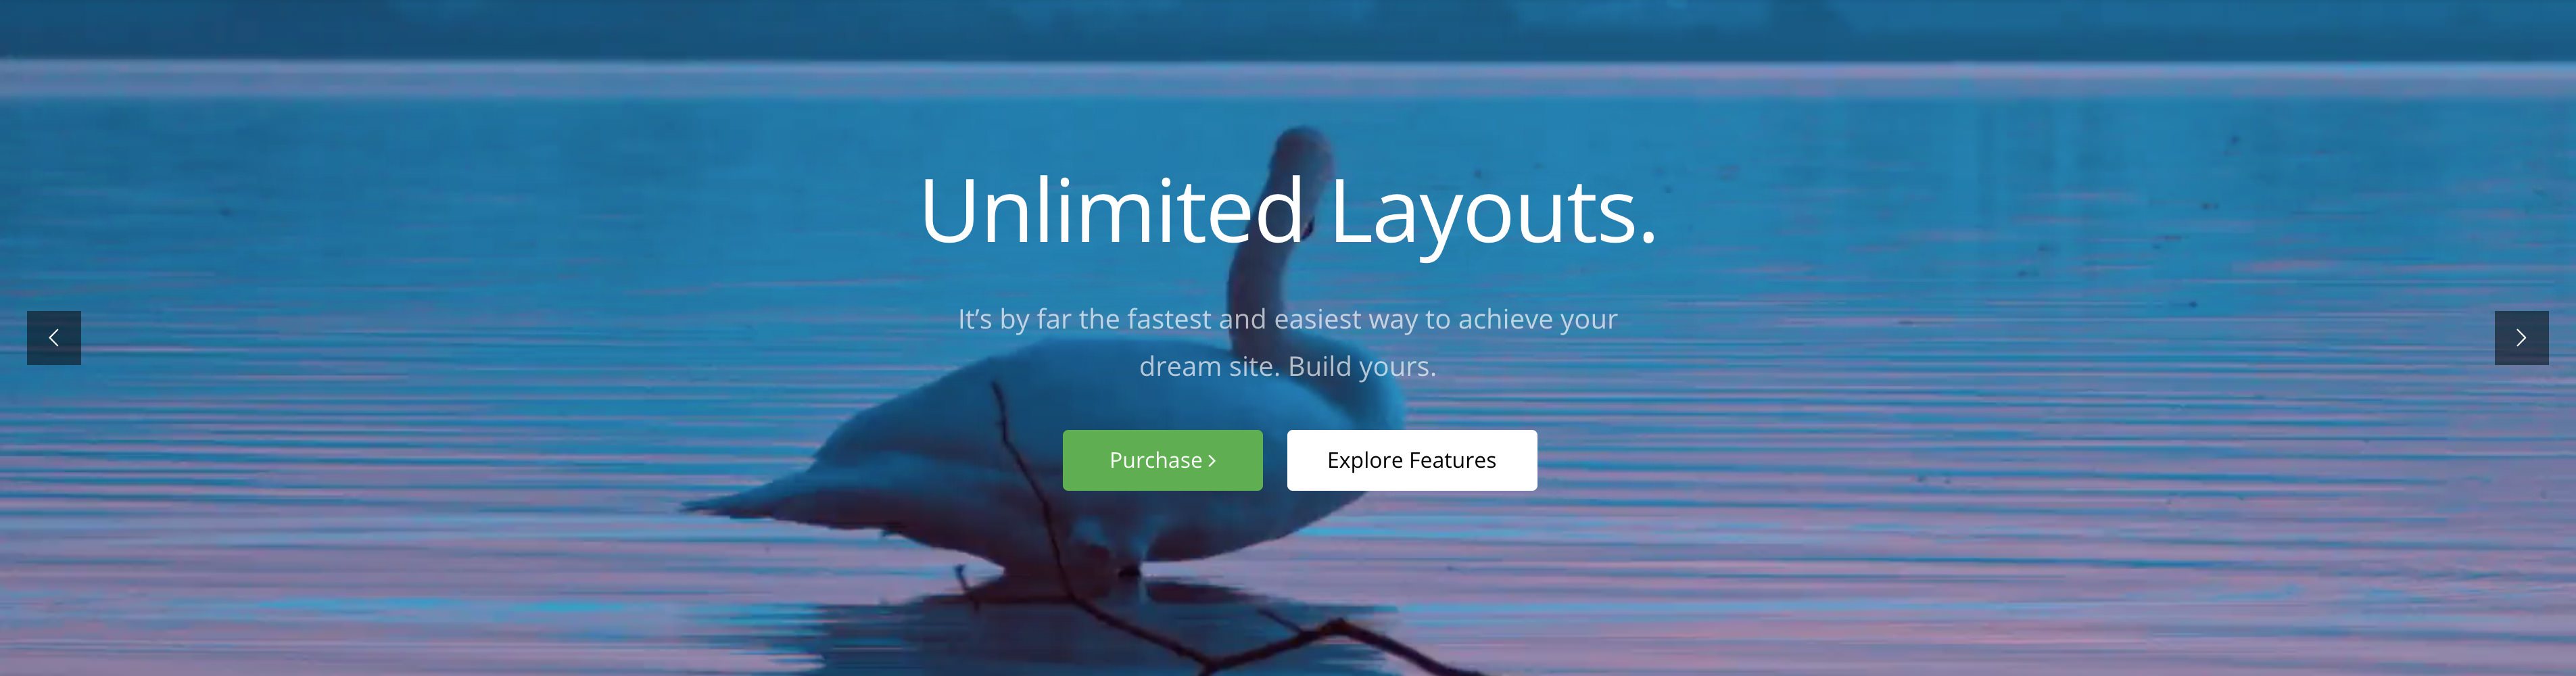 Unlimited Layouts.
It’s by far the fastest and easiest way to achieve your
dream site. Build yours.
Purchase
Explore Features